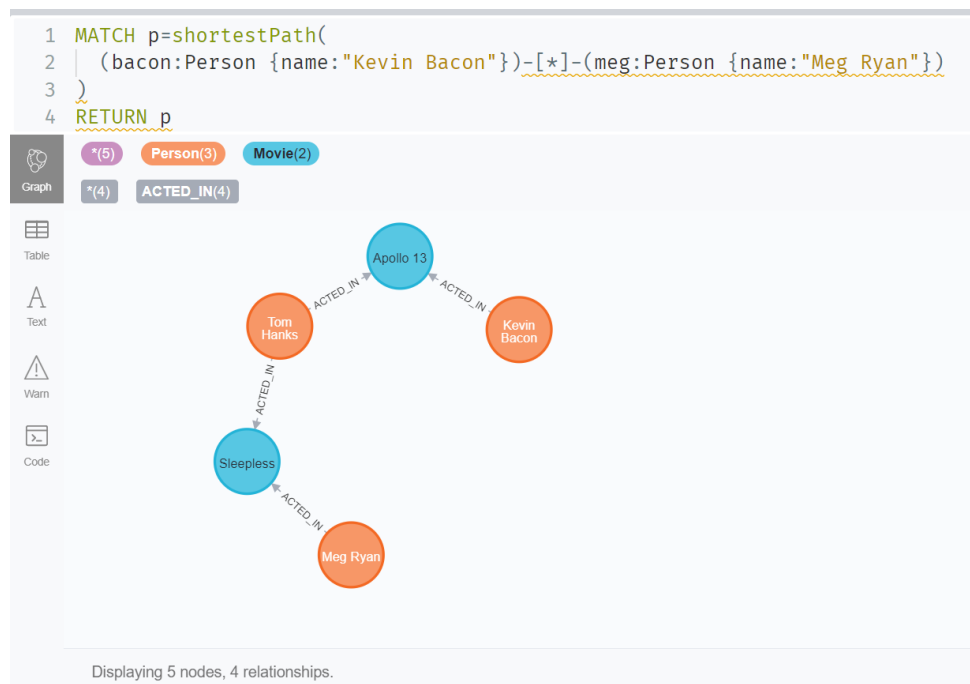 1 MATCH p=shortestPath(
2 (bacon:Person {name:"Kevin Bacon"})-[*]-(meg:Person {name:"Meg Ryan"})
3 )
4 RETURN p
*(5) Person(3) Movie(2)
Graph
*(4) ACTED_IN(4)
Table
Text
Warn
Code
Apollo 13
ACTED_IN
ACTED_IN
Tom
Hanks
Kevin
Bacon
ACTED_IN
Sleepless
ACTED_IN
Meg Ryan
Displaying 5 nodes, 4 relationships.